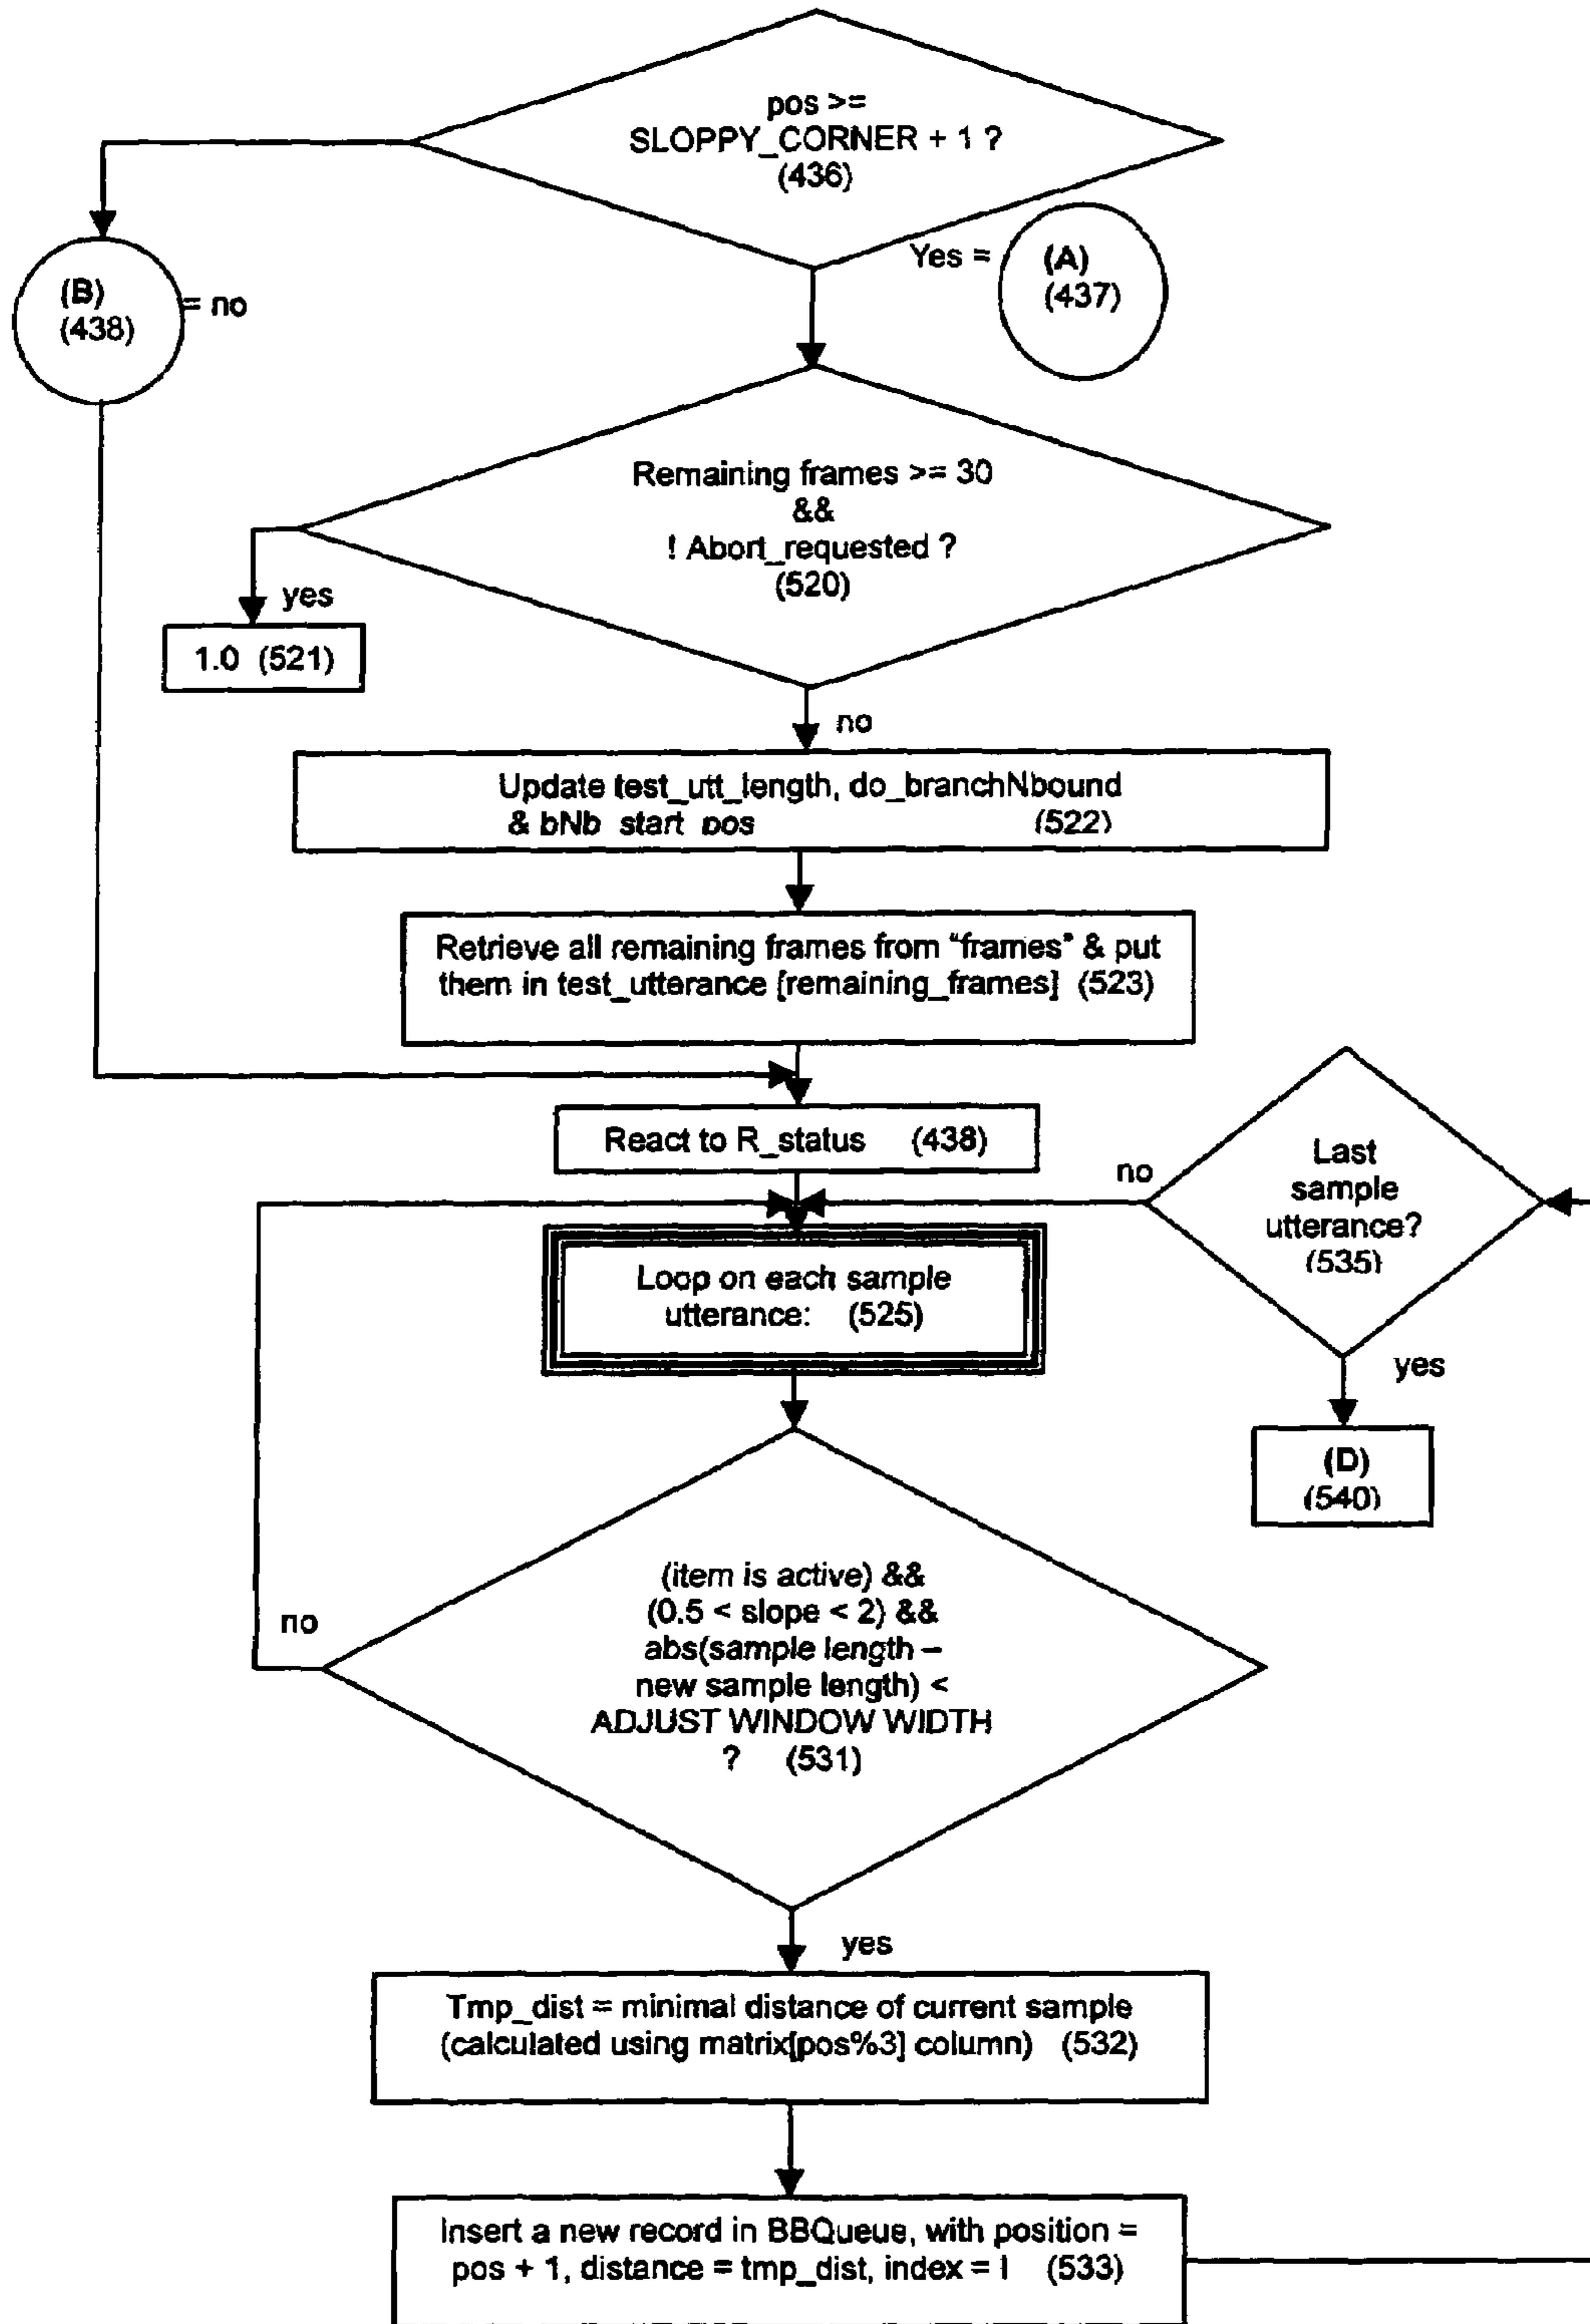 pos >=
SLOPPY_CORNER + 1 ?
(436)
Yes =
(A)
(437)
(B)
(438)
= no
Remaining frames >= 30
&&
! Abort_requested ?
(520)
yes
1.0 (521)
no
Update test_utt_length, do_branchNbound
& bNb_start_pos (522)
Retrieve all remaining frames from "frames" & put
them in test_utterance [remaining_frames] (523)
React to R_status (438)
no
Last
sample
utterance?
(535)
Loop on each sample
utterance: (525)
yes
(D)
(540)
(item is active) &&
(0.5 < slope < 2) &&
abs(sample length –
new sample length) <
ADJUST WINDOW WIDTH
? (531)
no
yes
Tmp_dist = minimal distance of current sample
(calculated using matrix[pos%3] column) (532)
Insert a new record in BBQueue, with position =
pos + 1, distance = tmp_dist, index = I (533)